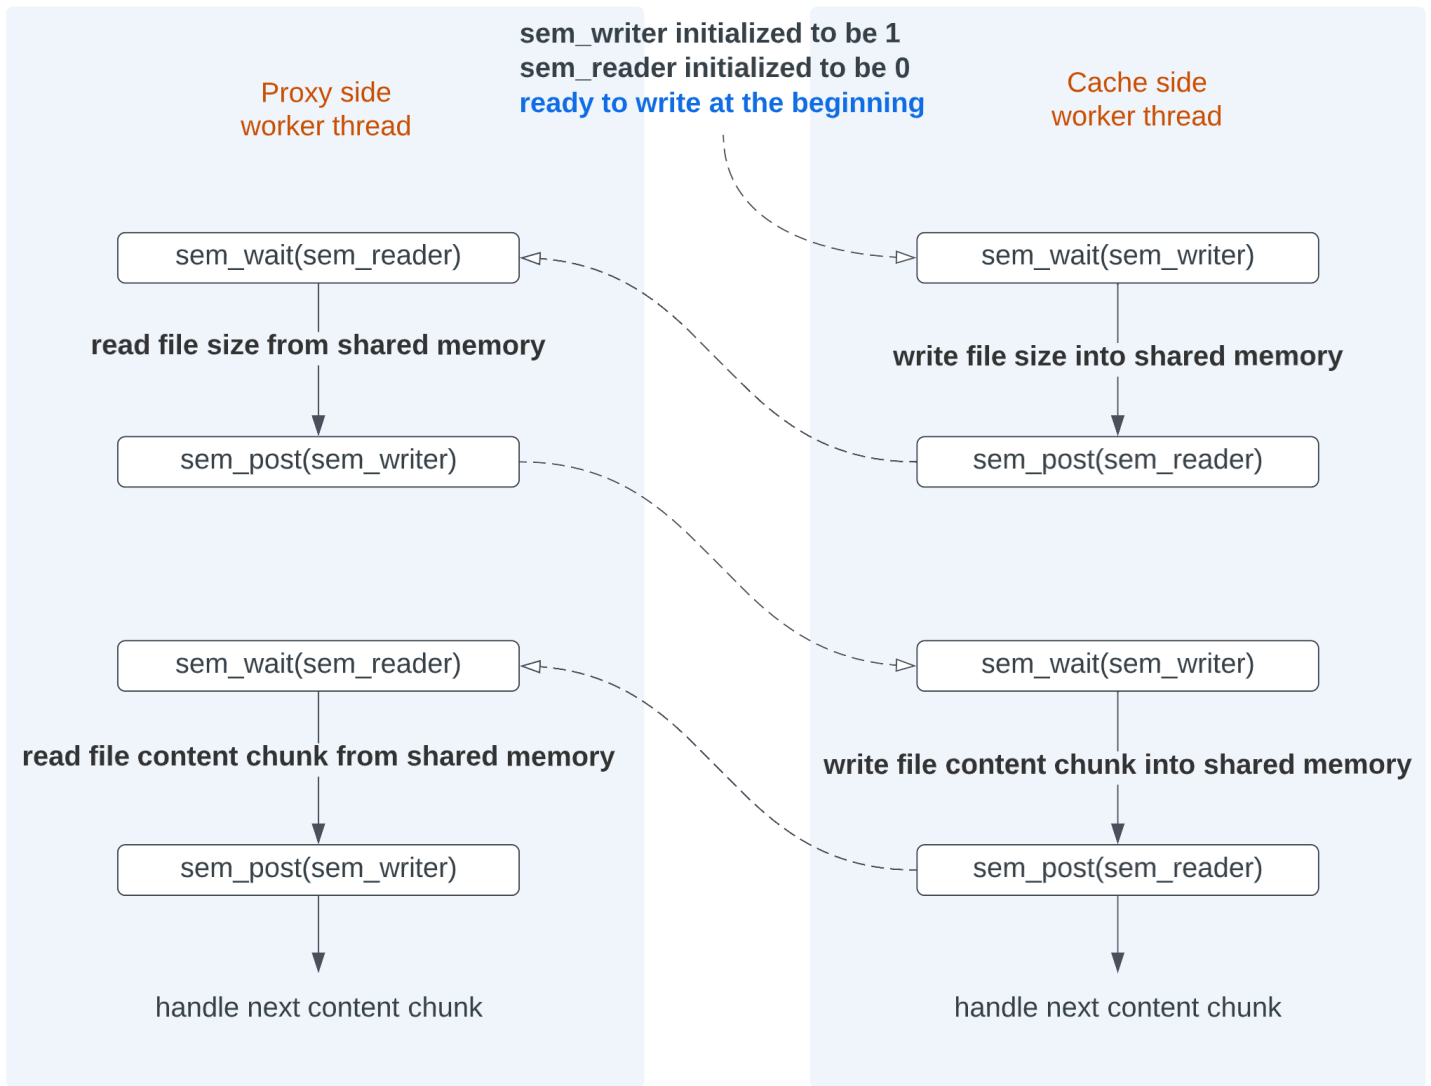 sem_writer initialized to be 1
sem_reader initialized to be 0
ready to write at the beginning
Proxy side
worker thread
sem_wait(sem_reader)
read file size from shared memory
sem_post(sem_writer)
sem_wait(sem_reader)
read file content chunk from shared memory
sem_post(sem_writer)
handle next content chunk
Cache side
worker thread
sem_wait(sem_writer)
write file size into shared memory
sem_post(sem_reader)
sem_wait(sem_writer)
write file content chunk into shared memory
sem_post(sem_reader)
handle next content chunk